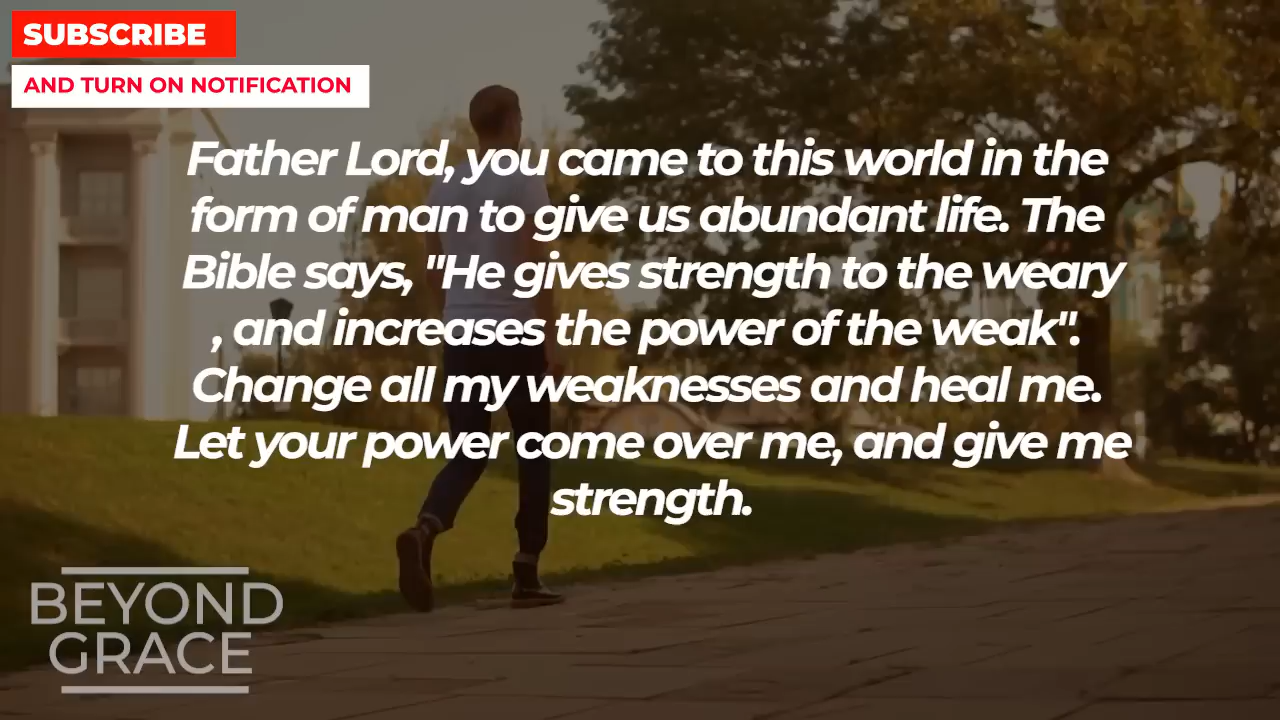 SUBSCRIBE
AND TURN ON NOTIFICATION
Father Lord, you came to this world in the
form of man to give us abundant life. The
Bible says, "He gives strength to the weary
, and increases the power of the weak".
Change all my weaknesses and heal me.
Let your power come over me, and give me
strength.
BEYOND
GRACE